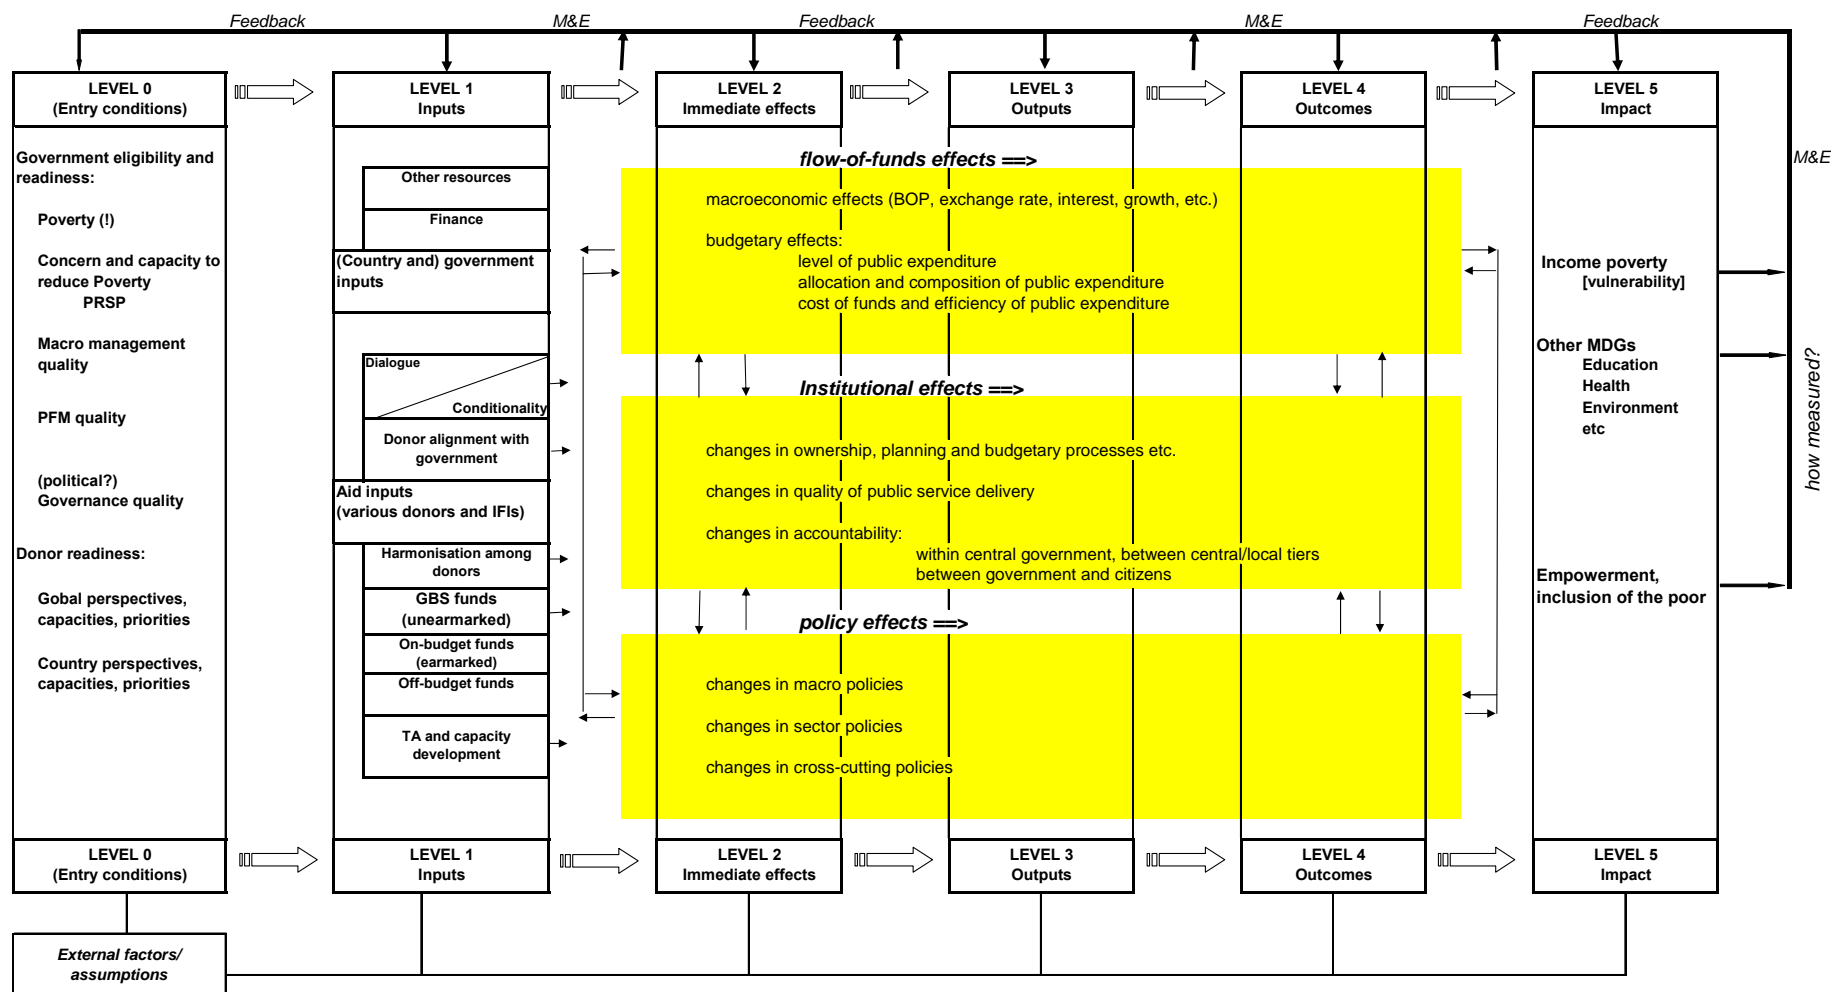 Feedback
M&E
Feedback
M&E
Feedback
LEVEL 0
(Entry conditions)
LEVEL 1
Inputs
LEVEL 2
Immediate effects
LEVEL 3
Outputs
LEVEL 4
Outcomes
LEVEL 5
Impact
M&E
how measured?
Government eligibility and
readiness:
Poverty (!)
Concern and capacity to
reduce Poverty
PRSP
Macro management
quality
PFM quality
(political?)
Governance quality
Donor readiness:
Gobal perspectives,
capacities, priorities
Country perspectives,
capacities, priorities
Other resources
Finance
(Country and) government
inputs
Dialogue
Conditionality
Donor alignment with
government
Aid inputs
(various donors and IFIs)
Harmonisation among
donors
GBS funds
(unearmarked)
On-budget funds
(earmarked)
Off-budget funds
TA and capacity
development
flow-of-funds effects ==>
macroeconomic effects (BOP, exchange rate, interest, growth, etc.)
budgetary effects:
level of public expenditure
allocation and composition of public expenditure
cost of funds and efficiency of public expenditure
Institutional effects ==>
changes in ownership, planning and budgetary processes etc.
changes in quality of public service delivery
changes in accountability:
within central government, between central/local tiers
between government and citizens
policy effects ==>
changes in macro policies
changes in sector policies
changes in cross-cutting policies
Income poverty
[vulnerability]
Other MDGs
Education
Health
Environment
etc
Empowerment,
inclusion of the poor
LEVEL 0
(Entry conditions)
LEVEL 1
Inputs
LEVEL 2
Immediate effects
LEVEL 3
Outputs
LEVEL 4
Outcomes
LEVEL 5
Impact
External factors/
assumptions